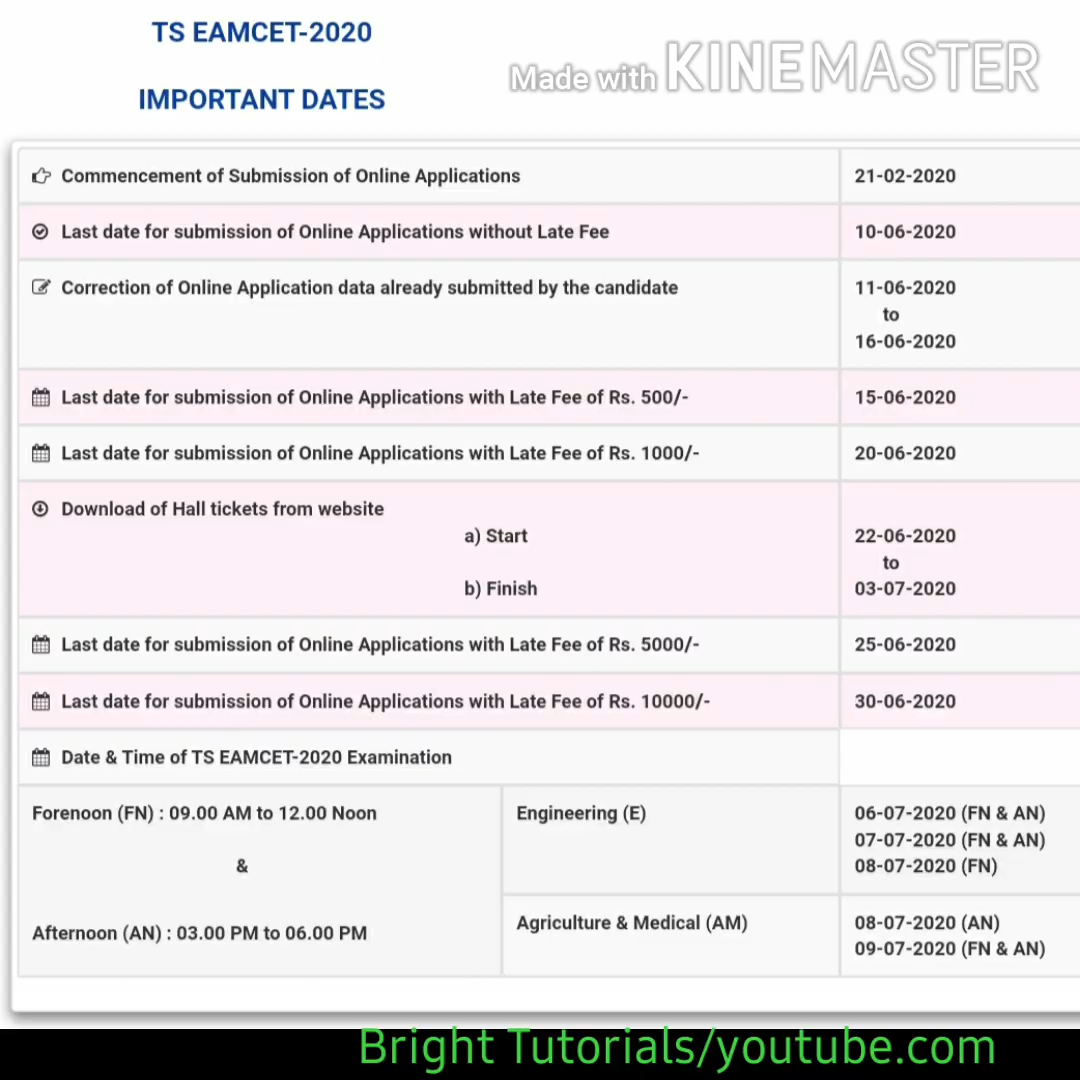 TS EAMCET-2020
Made with KINEMASTER
IMPORTANT DATES
Commencement of Submission of Online Applications 21-02-2020
Last date for submission of Online Applications without Late Fee 10-06-2020
Correction of Online Application data already submitted by the candidate 11-06-2020
to
16-06-2020
Last date for submission of Online Applications with Late Fee of Rs. 500/- 15-06-2020
Last date for submission of Online Applications with Late Fee of Rs. 1000/- 20-06-2020
Download of Hall tickets from website
a) Start 22-06-2020
to
b) Finish 03-07-2020
Last date for submission of Online Applications with Late Fee of Rs. 5000/- 25-06-2020
Last date for submission of Online Applications with Late Fee of Rs. 10000/- 30-06-2020
Date & Time of TS EAMCET-2020 Examination
Forenoon (FN) : 09.00 AM to 12.00 Noon
&
Afternoon (AN) : 03.00 PM to 06.00 PM
Engineering (E) 06-07-2020 (FN & AN)
07-07-2020 (FN & AN)
08-07-2020 (FN)
Agriculture & Medical (AM) 08-07-2020 (AN)
09-07-2020 (FN & AN)
Bright Tutorials/youtube.com